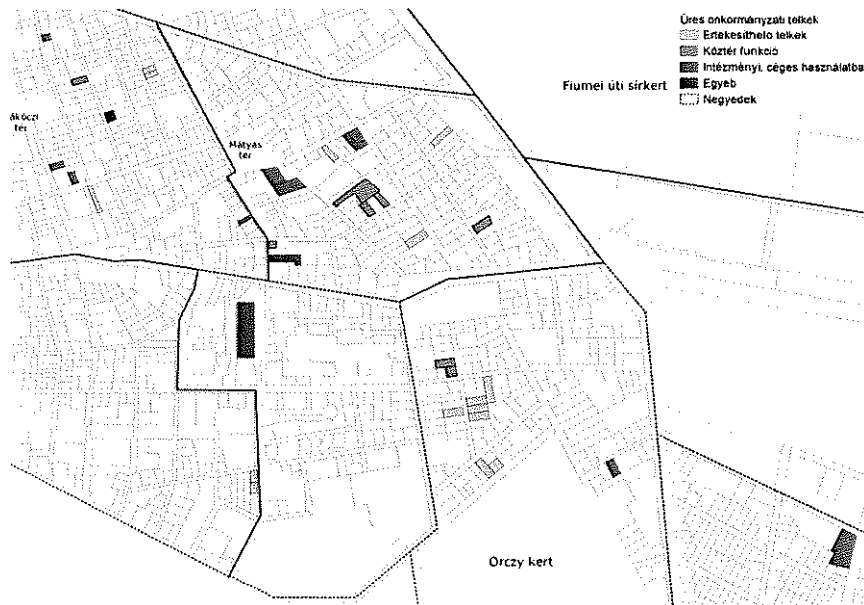 Üres önkormányzati telkek
Értékesíthető telkek
Köztér funkció
Intézményi, céges használatba
Egyéb
Negyedek
Fiumei úti sírkert
ákóczi
tér
Mátyás
tér
Orczy kert